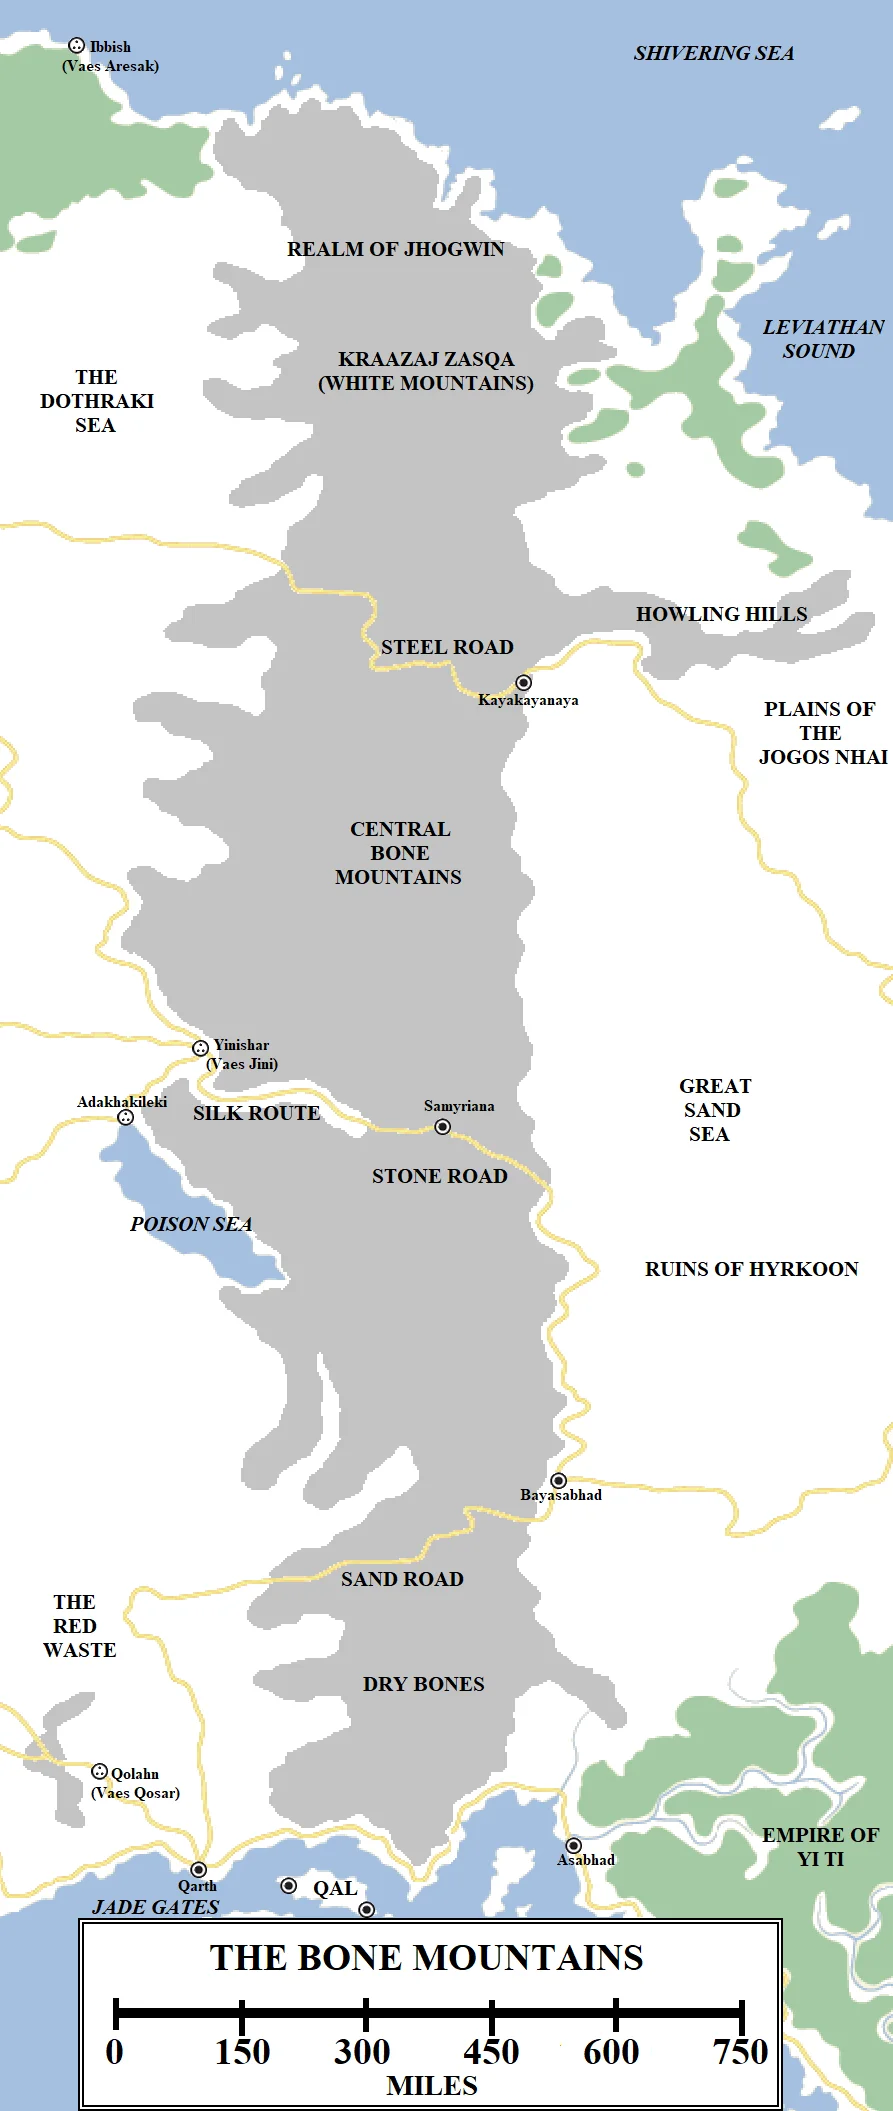 Ibbish
(Vaes Aresak)
SHIVERING SEA
REALM OF JHOGWIN
LEVIATHAN
SOUND
KRAAZAJ ZASQA
(WHITE MOUNTAINS)
THE
DOTHRAKI
SEA
HOWLING HILLS
STEEL ROAD
Kayakayanaya
PLAINS OF
THE
JOGOS NHAI
CENTRAL
BONE
MOUNTAINS
Yinishar
(Vaes Jini)
Adakhakileki
SILK ROUTE
Samyriana
GREAT
SAND
SEA
STONE ROAD
POISON SEA
RUINS OF HYRKOON
Bayasabhad
SAND ROAD
THE
RED
WASTE
DRY BONES
Qolahn
(Vaes Qosar)
EMPIRE OF
YI TI
Asabhad
Qarth
QAL
JADE GATES
THE BONE MOUNTAINS
0 150 300 450 600 750
MILES